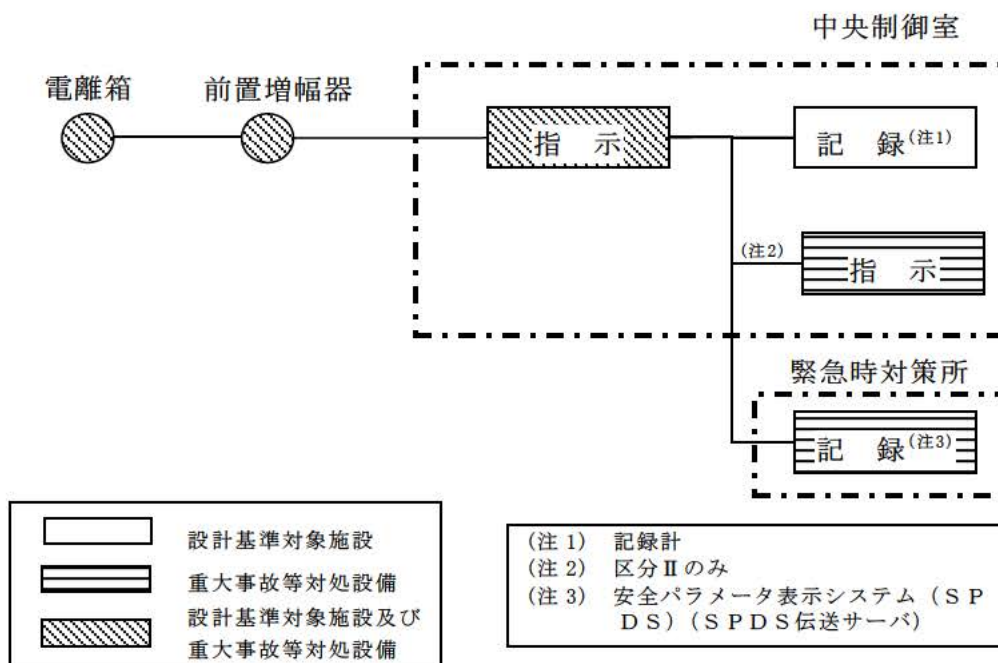 中央制御室
電離箱
前置増幅器
指 示
記 録(注1)
(注2)
指 示
緊急時対策所
記 録(注3)
設計基準対象施設
重大事故等対処設備
設計基準対象施設及び
重大事故等対処設備
(注1) 記録計
(注2) 区分Ⅱのみ
(注3) 安全パラメータ表示システム(SP
DS)(SPDS伝送サーバ)